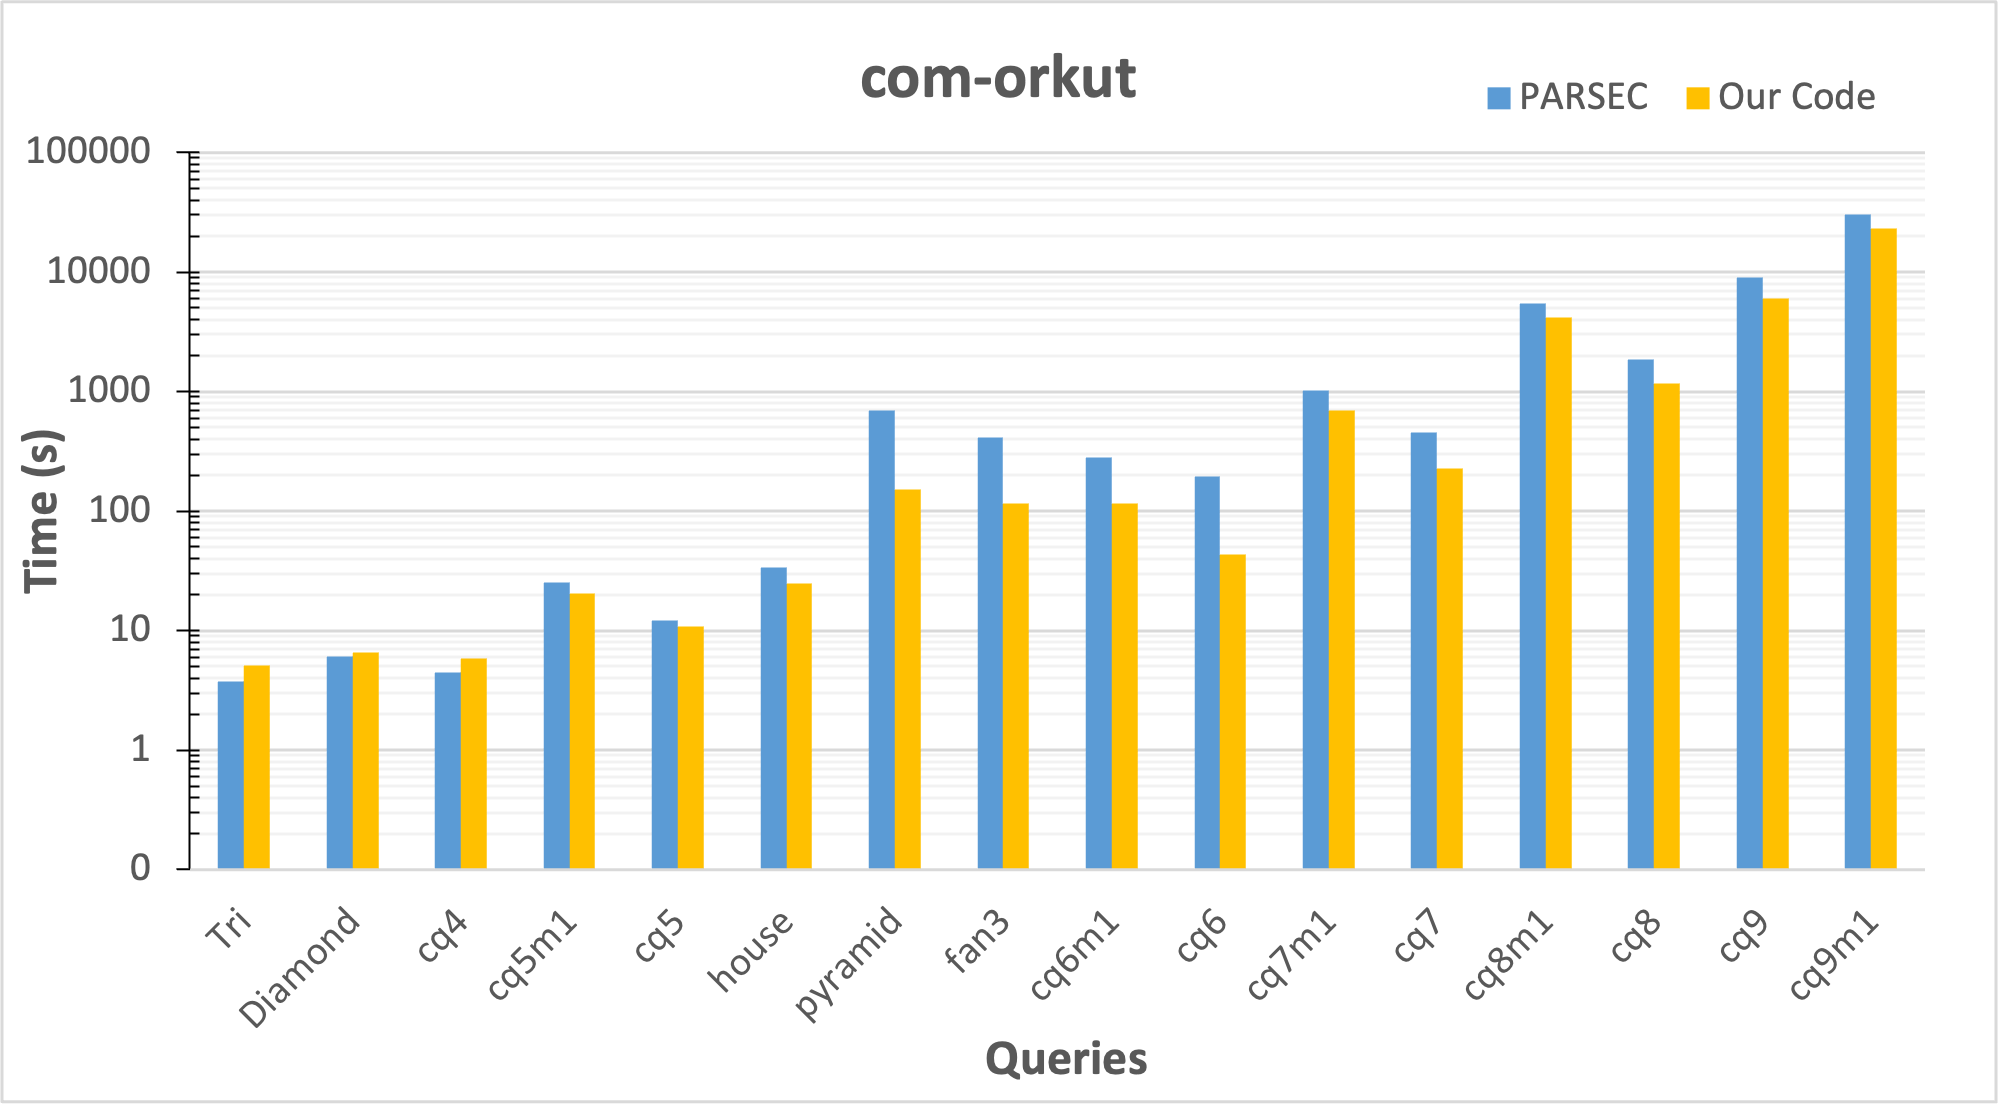 com-orkut
PARSEC
Our Code
100000
10000
1000
100
10
1
0
Time (s)
Tri
Diamond
cq4
cq5m1
cq5
house
pyramid
fan3
cq6m1
cq6
cq7m1
cq7
cq8m1
cq8
cq9
cq9m1
Queries